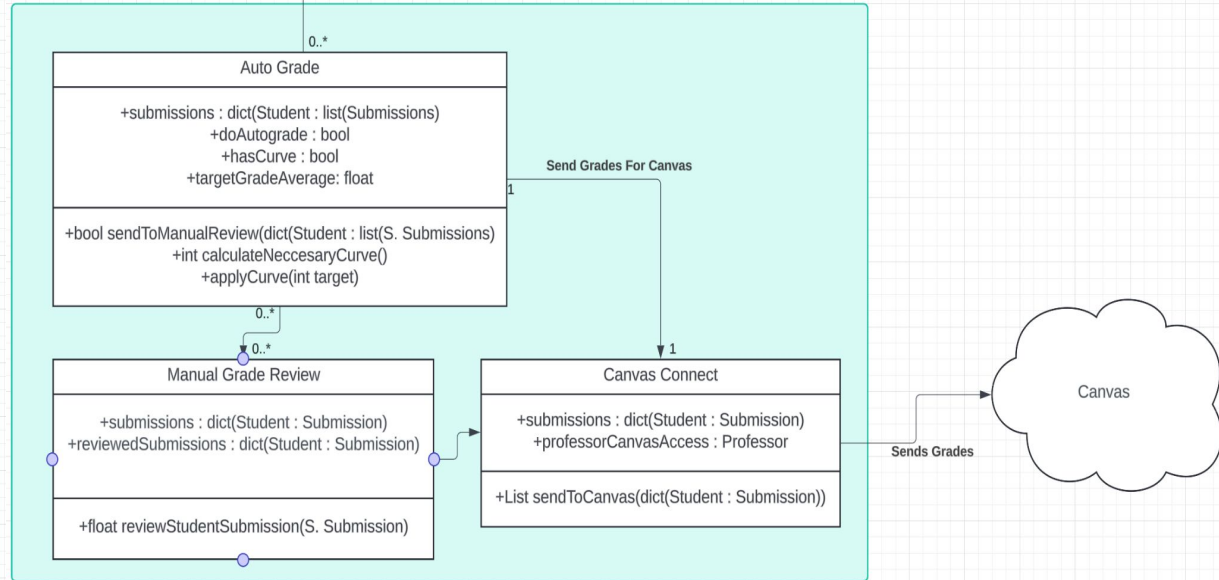 0..*
Auto Grade
+submissions : dict(Student : list(Submissions)
+doAutograde : bool
+hasCurve : bool
+targetGradeAverage: float
Send Grades For Canvas
1
+bool sendToManualReview(dict(Student : list(S. Submissions)
+int calculateNeccesaryCurve()
+applyCurve(int target)
0..*
0..*
1
Manual Grade Review
+submissions : dict(Student : Submission)
+reviewedSubmissions : dict(Student : Submission)
+float reviewStudentSubmission(S. Submission)
Canvas Connect
+submissions : dict(Student : Submission)
+professorCanvasAccess : Professor
+List sendToCanvas(dict(Student : Submission))
Sends Grades
Canvas